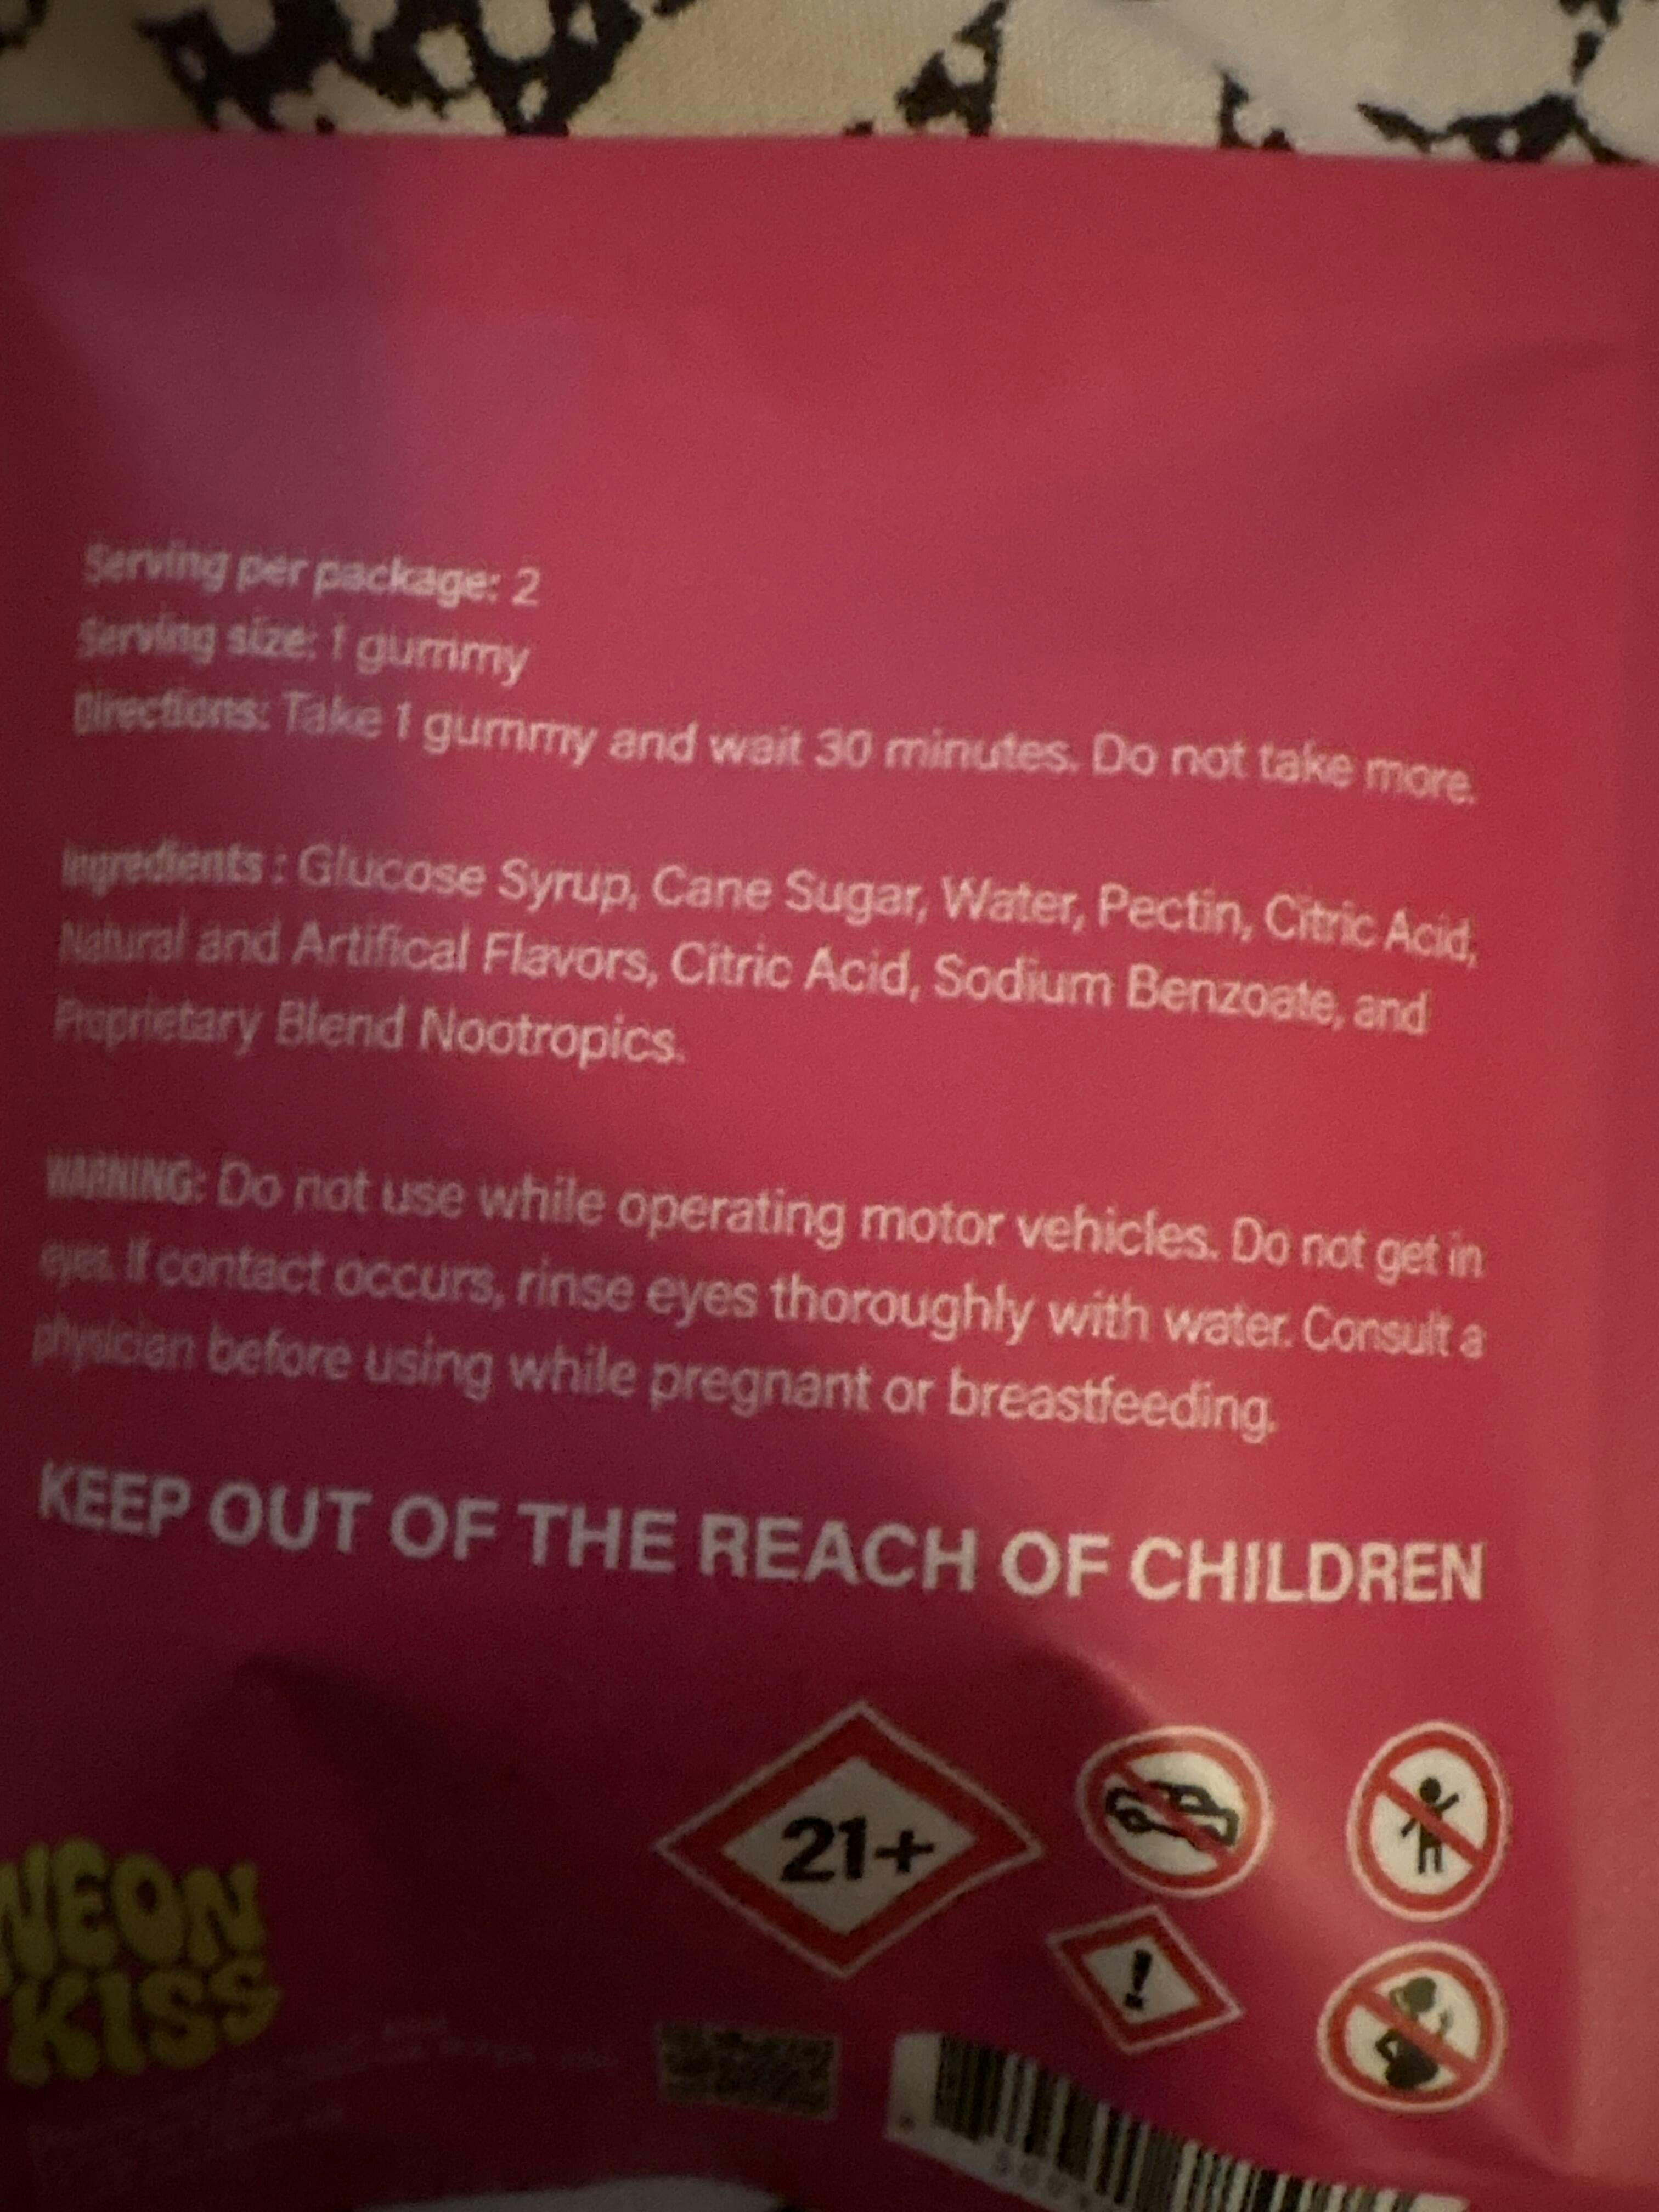 Serving per package: 2
Serving size: 1 gummy
Directions: Take 1 gummy and wait 30 minutes. Do not take more.
Ingredients : Glucose Syrup, Cane Sugar, Water, Pectin, Citric Acid,
Natural and Artifical Flavors, Citric Acid, Sodium Benzoate, and
Proprietary Blend Nootropics.
WARNING: Do not use while operating motor vehicles. Do not get in
eyes. If contact occurs, rinse eyes thoroughly with water. Consult a
physician before using while pregnant or breastfeeding.
KEEP OUT OF THE REACH OF CHILDREN
21+
!
NEON
KISS